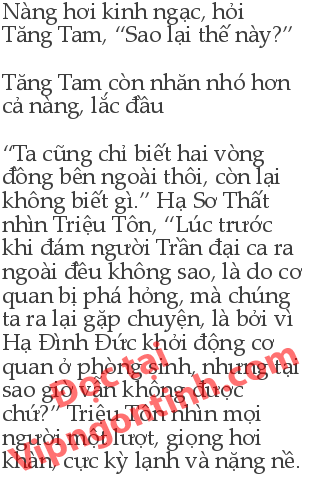 Nàng hơi kinh ngạc, hỏi
Tăng Tam, “Sao lại thế này?”
Tăng Tam còn nhăn nhó hơn
cả nàng, lắc đầu
“Ta cũng chỉ biết hai vòng
đông bên ngoài thôi, còn lại
không biết gì.” Hạ Sơ Thất
nhìn Triệu Tôn, “Lúc trước
khi đám người Trần đại ca ra
ngoài đều không sao, là do cơ
quan bị phá hỏng, mà chúng
ta ra lại gặp chuyện, là bởi vì
Hạ Đình Đức khởi động cơ
quan ở phòng sinh, nhưng tại
sao giờ vẫn không được
chứ?” Triệu Tôn nhìn mọi
người một lượt, giọng hơi
khàn, cực kỳ lạnh và nặng nề.
Đọc tại
Vipngontinh.com